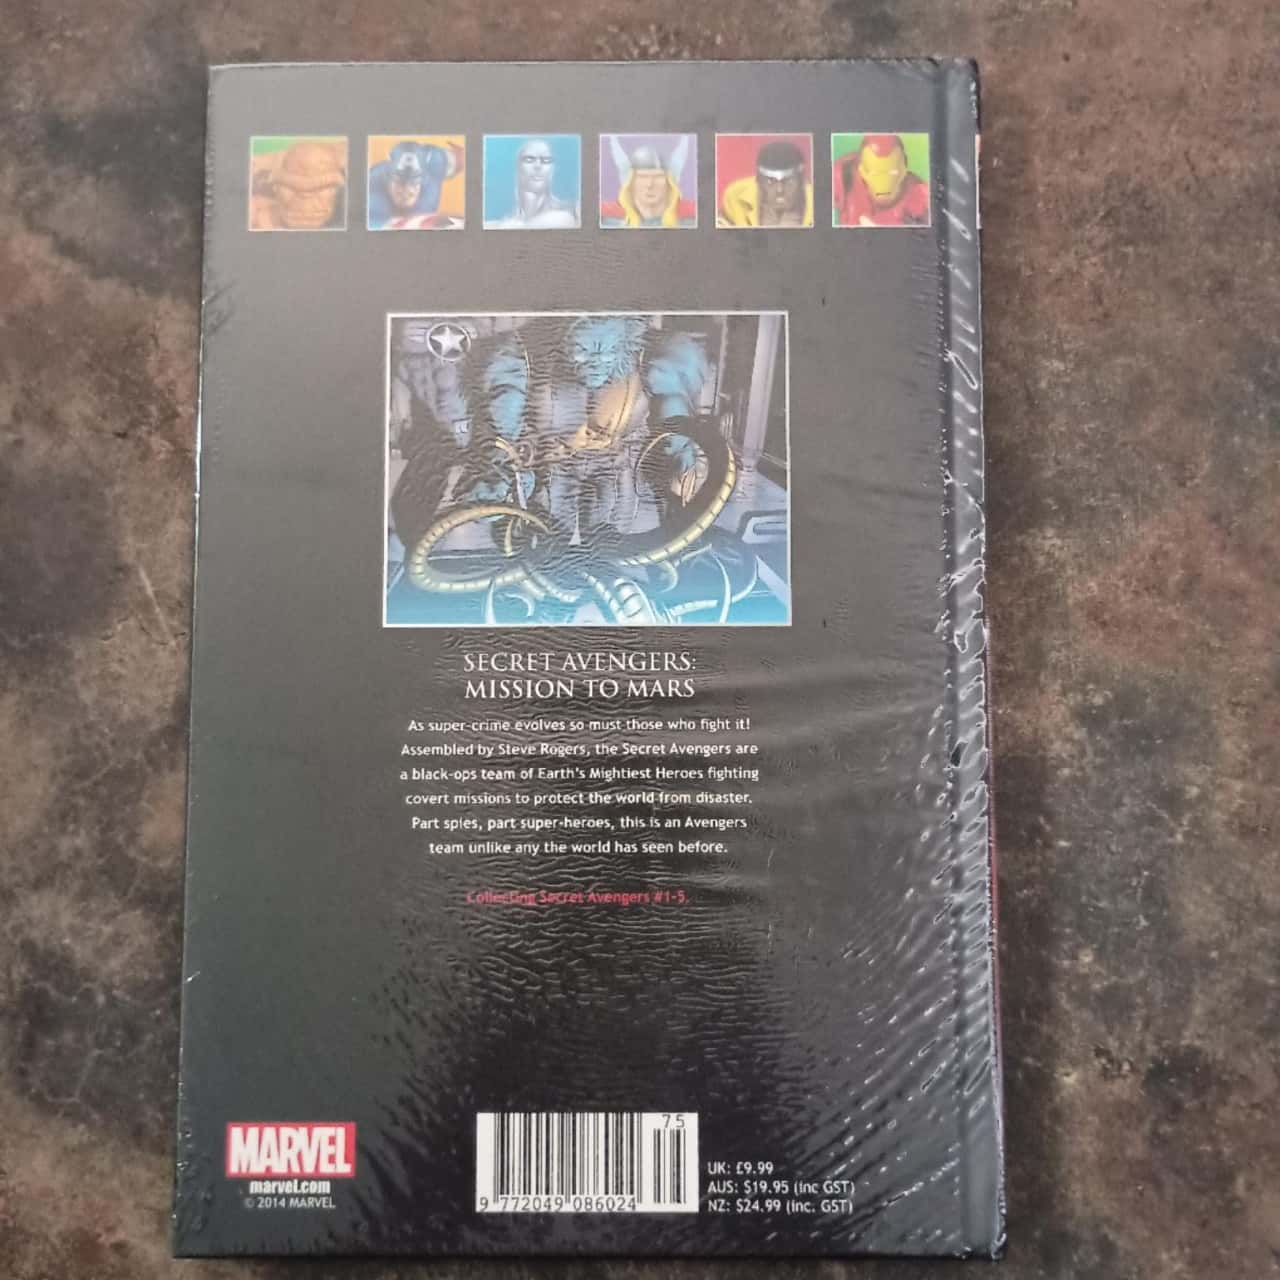 SECRET AVENGERS:
MISSION TO MARS
As super-crime evolves so must those who fight it!
Assembled by Steve Rogers, the Secret Avengers are
a black-ops team of Earth's Mightiest Heroes fighting
covert missions to protect the world from disaster.
Part spies, part super-heroes, this is an Avengers
team unlike any the world has seen before.
Collecting Secret Avengers #1-5.
MARVEL
marvel.com
© 2014 MARVEL
75
9 772049 086024
UK: £9.99
AUS: $19.95 (inc GST)
NZ: $24.99 (inc. GST)